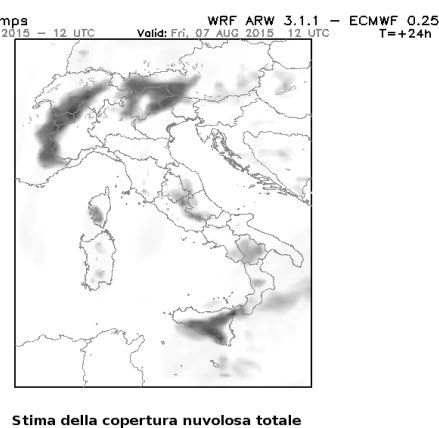 mps WRF ARW 3.1.1 – ECMWF 0.25
2015 – 12 UTC Valid: Fri, 07 AUG 2015 12 UTC T=+24h
Stima della copertura nuvolosa totale